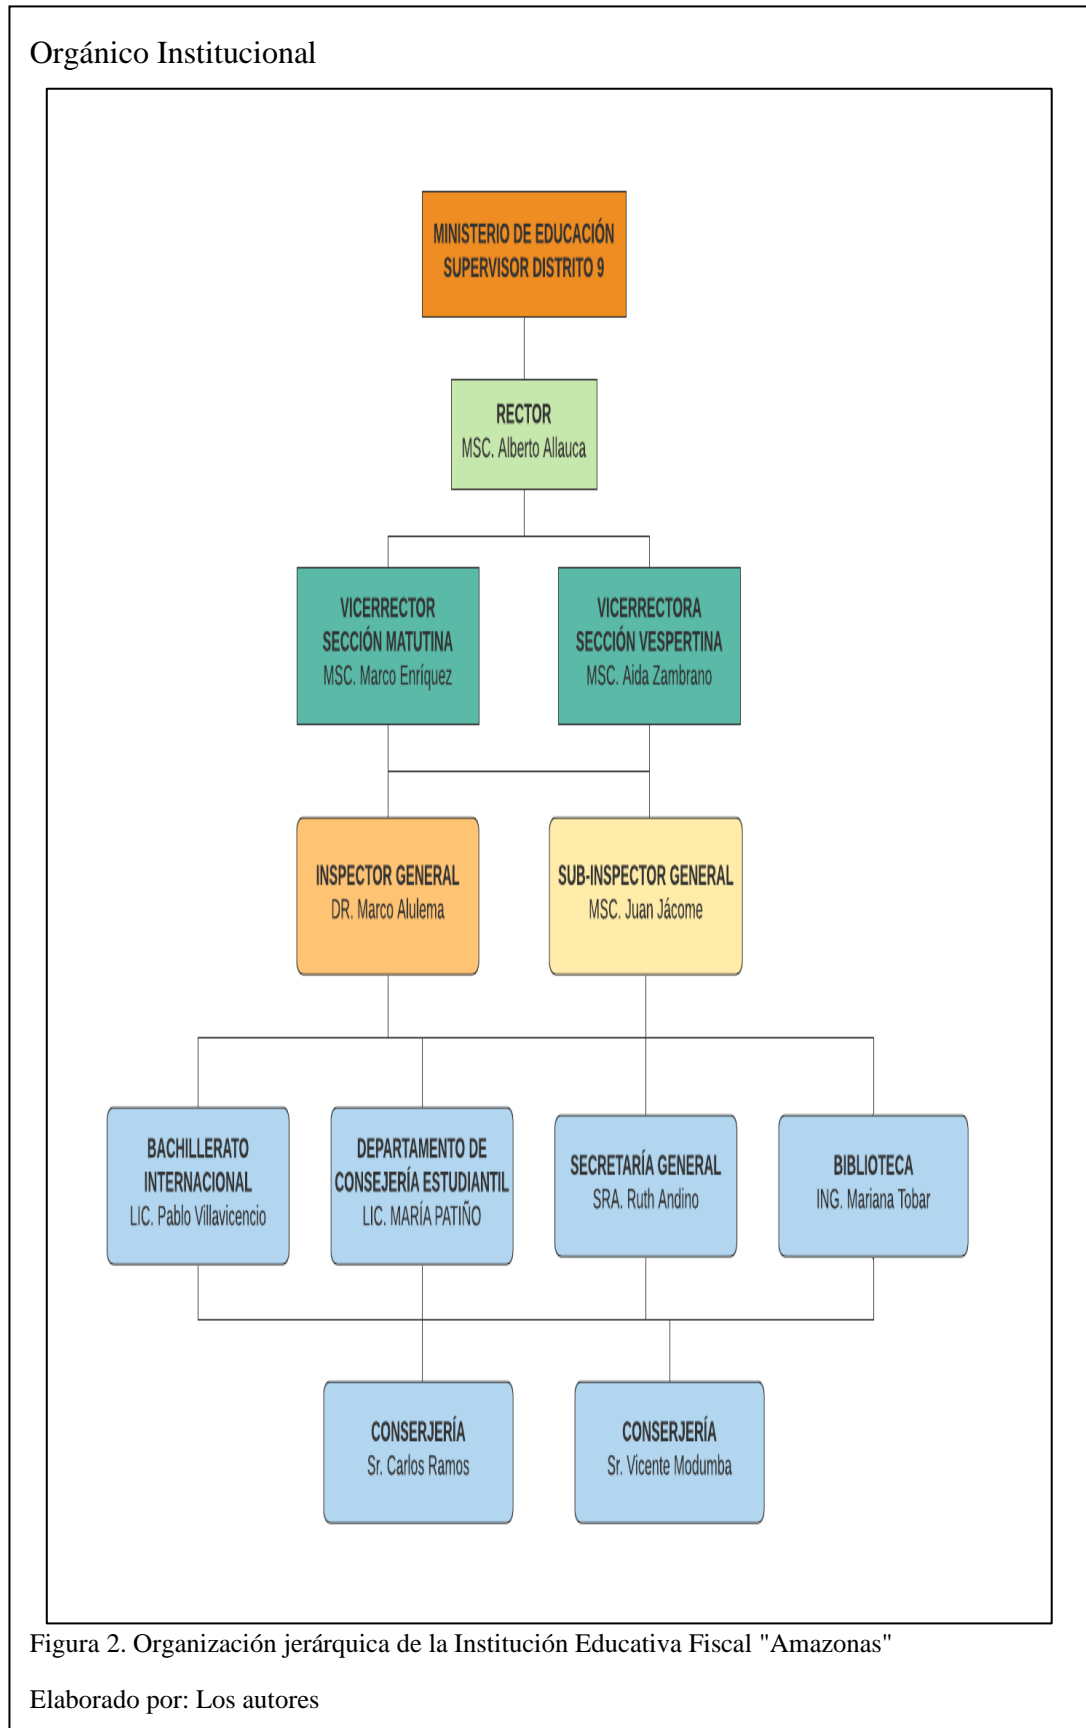 Orgánico Institucional
MINISTERIO DE EDUCACIÓN
SUPERVISOR DISTRITO 9
RECTOR
MSC. Alberto Allauca
VICERRECTOR
SECCIÓN MATUTINA
MSC. Marco Enríquez
VICERRECTORA
SECCIÓN VESPERTINA
MSC. Aida Zambrano
INSPECTOR GENERAL
DR. Marco Alulema
SUB-INSPECTOR GENERAL
MSC. Juan Jácome
BACHILLERATO
INTERNACIONAL
LIC. Pablo Villavicencio
DEPARTAMENTO DE
CONSEJERÍA ESTUDIANTIL
LIC. MARÍA PATIÑO
SECRETARÍA GENERAL
SRA. Ruth Andino
BIBLIOTECA
ING. Mariana Tobar
CONSERJERÍA
Sr. Carlos Ramos
CONSERJERÍA
Sr. Vicente Modumba
Figura 2. Organización jerárquica de la Institución Educativa Fiscal "Amazonas"
Elaborado por: Los autores